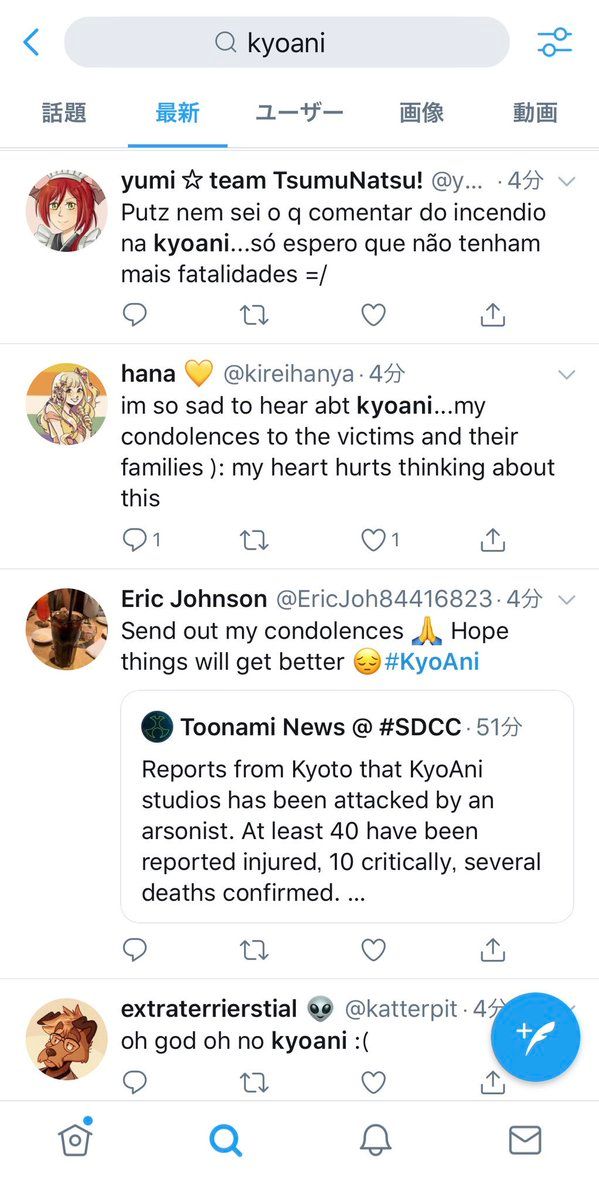 kyoani
話題 最新 ユーザー 画像 動画
yumi ☆ team TsumuNatsu! @y... · 4分
Putz nem sei o q comentar do incendio
na kyoani...só espero que não tenham
mais fatalidades =/
hana 💛 @kireihanya · 4分
im so sad to hear abt kyoani...my
condolences to the victims and their
families ): my heart hurts thinking about
this
1 1
Eric Johnson @EricJoh84416823 · 4分
Send out my condolences 🙏 Hope
things will get better 😔 #KyoAni
Toonami News @ #SDCC · 51分
Reports from Kyoto that KyoAni
studios has been attacked by an
arsonist. At least 40 have been
reported injured, 10 critically, several
deaths confirmed. ...
extraterrierstial 👽 @katterpit · 4分
oh god oh no kyoani :(